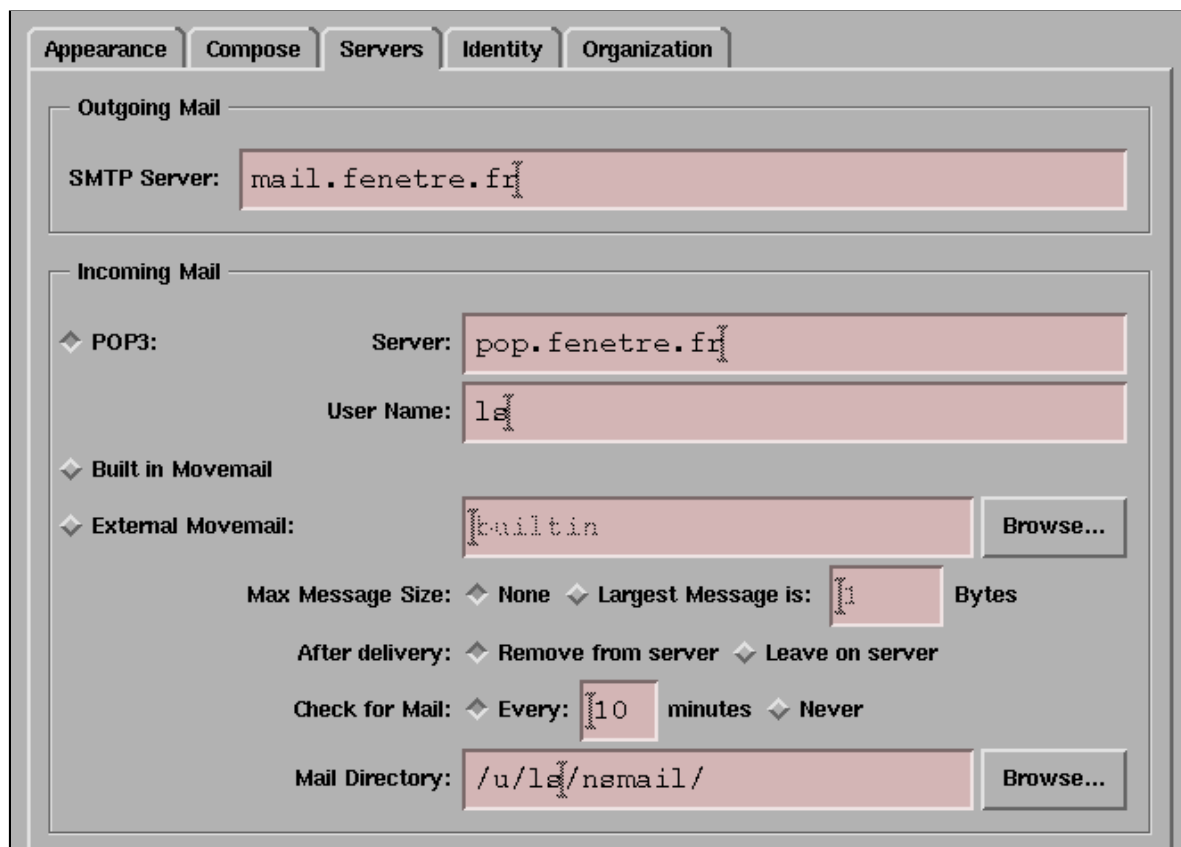 Appearance Compose Servers Identity Organization
Outgoing Mail
SMTP Server: mail.fenetre.fr
Incoming Mail
POP3: Server: pop.fenetre.fr
User Name: ls
Built in Movemail
External Movemail: builtin Browse...
Max Message Size: None Largest Message is: 1 Bytes
After delivery: Remove from server Leave on server
Check for Mail: Every: 10 minutes Never
Mail Directory: /u/ls/nsmail/ Browse...